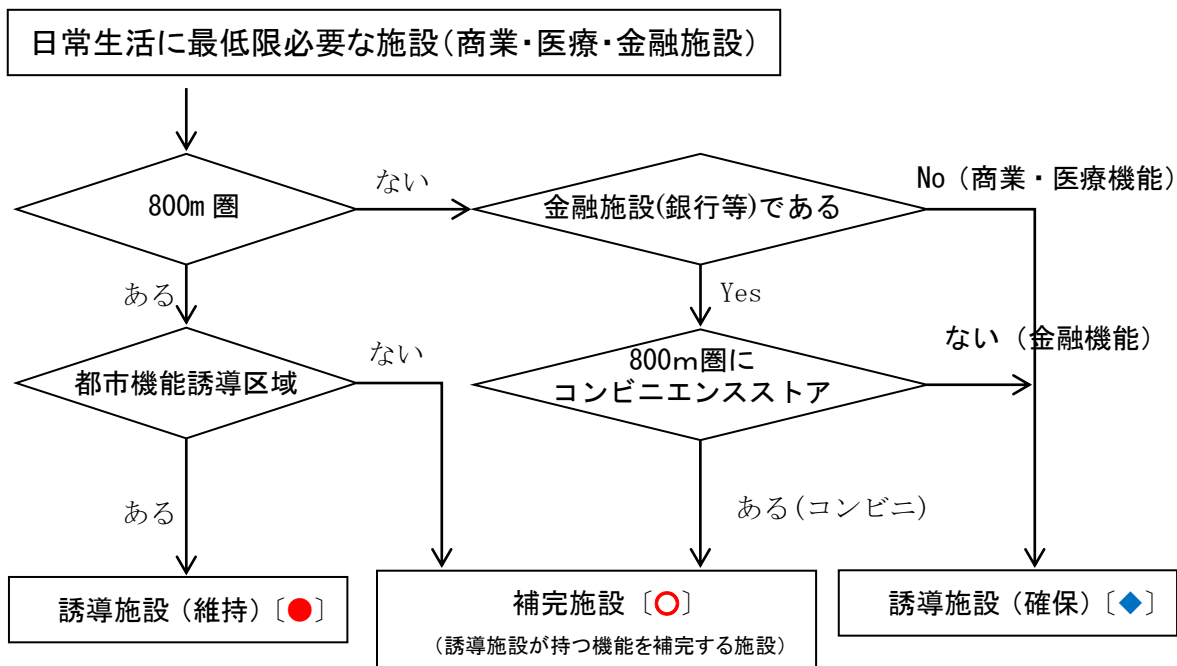 日常生活に最低限必要な施設(商業・医療・金融施設)
800m 圏
ない
金融施設(銀行等)である
No（商業・医療機能）
ある
Yes
都市機能誘導区域
ない
800ｍ圏に
コンビニエンスストア
ない（金融機能）
ある
ある(コンビニ)
誘導施設（維持）〔●〕
補完施設〔○〕
（誘導施設が持つ機能を補完する施設）
誘導施設（確保）〔◆〕